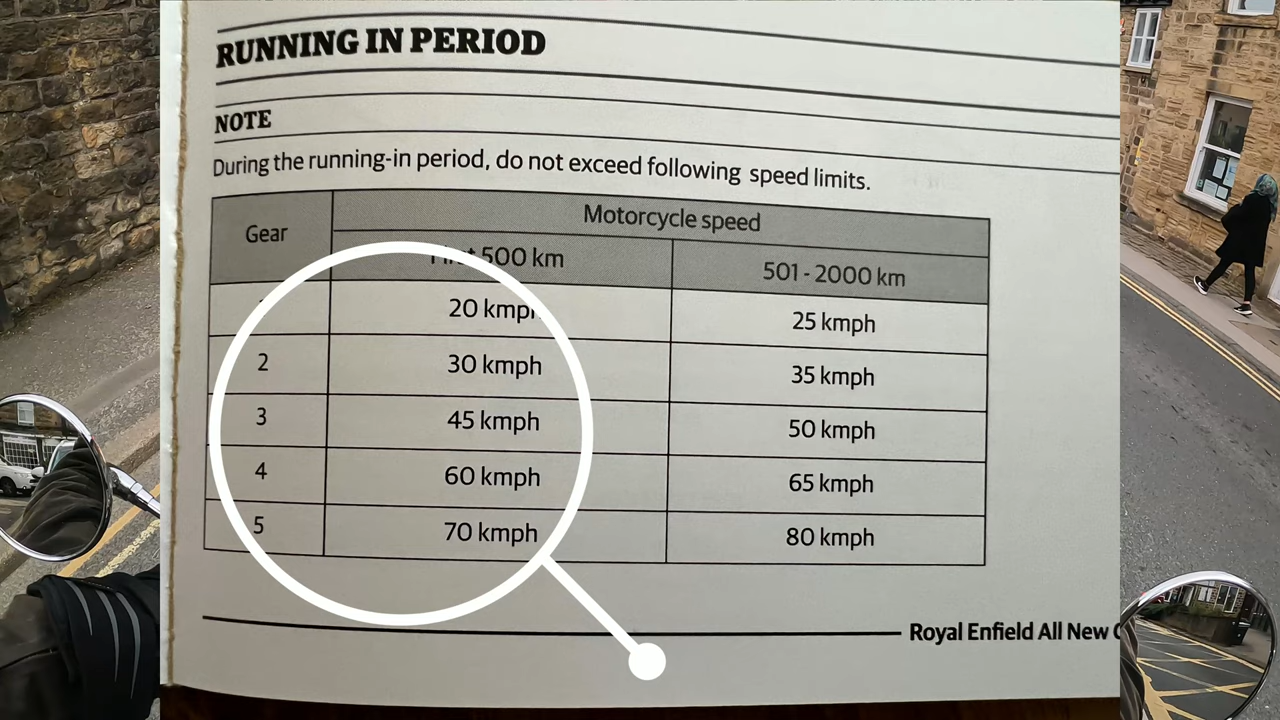 RUNNING IN PERIOD
NOTE
During the running-in period, do not exceed following speed limits.
Gear
Motorcycle speed
500 km
501 - 2000 km
20 kmph
25 kmph
2
30 kmph
35 kmph
3
45 kmph
50 kmph
4
60 kmph
65 kmph
5
70 kmph
80 kmph
Royal Enfield All New